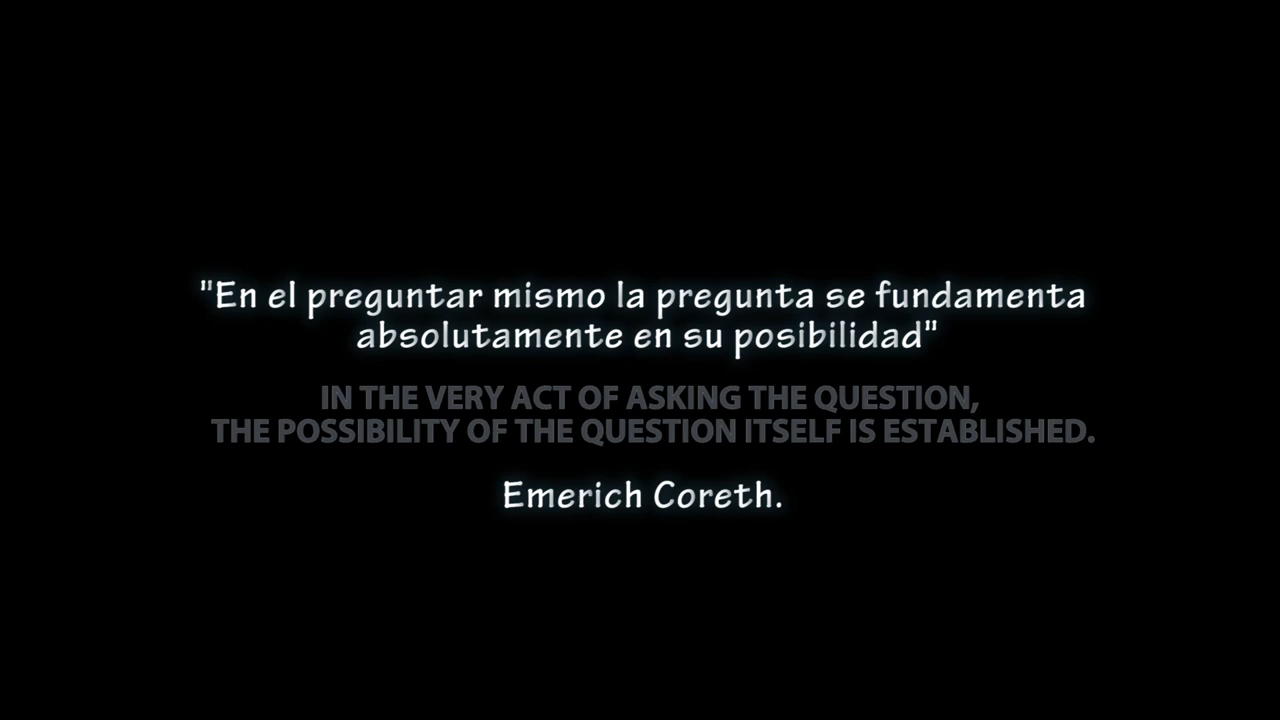 "En el preguntar mismo la pregunta se fundamenta
absolutamente en su posibilidad"
IN THE VERY ACT OF ASKING THE QUESTION,
THE POSSIBILITY OF THE QUESTION ITSELF IS ESTABLISHED.
Emerich Coreth.